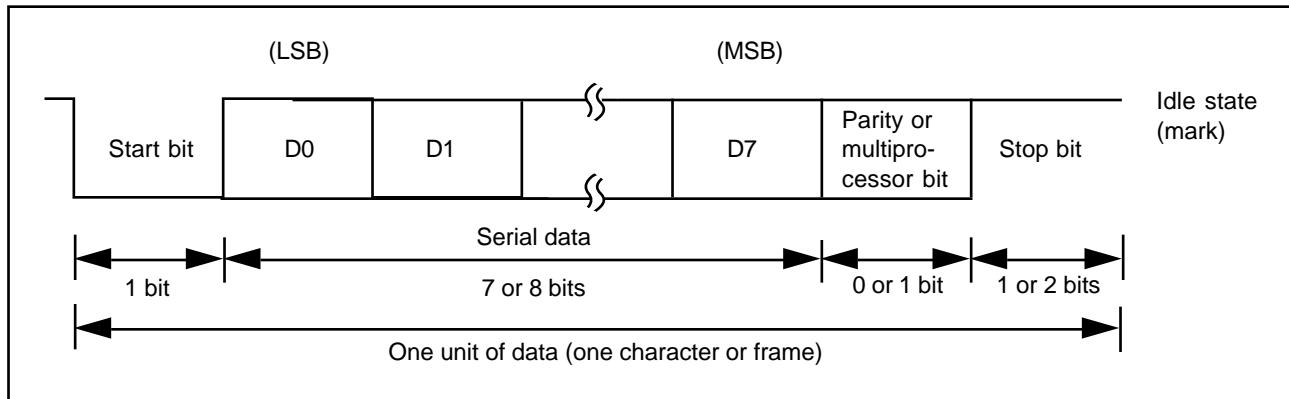 (LSB)
(MSB)
Idle state
(mark)
Start bit
D0
D1
D7
Parity or
multipro-
cessor bit
Stop bit
Serial data
1 bit
7 or 8 bits
0 or 1 bit
1 or 2 bits
One unit of data (one character or frame)